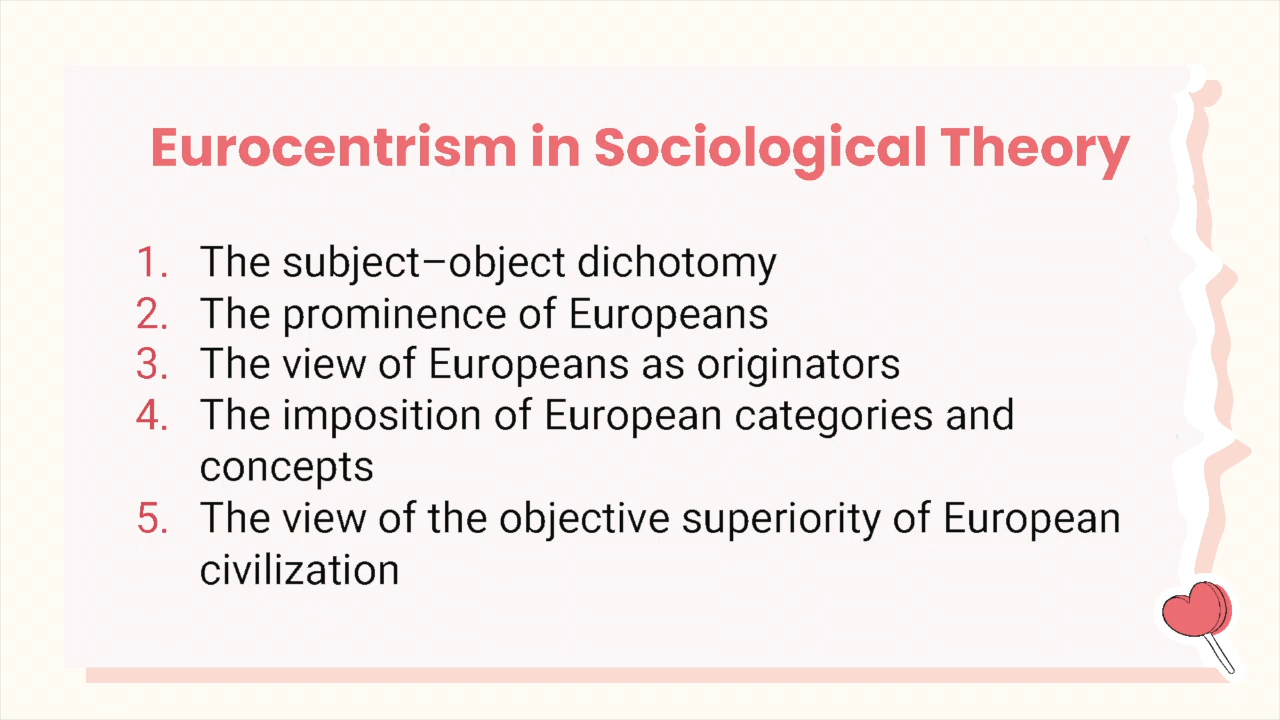 Eurocentrism in Sociological Theory
1. The subject–object dichotomy
2. The prominence of Europeans
3. The view of Europeans as originators
4. The imposition of European categories and
concepts
5. The view of the objective superiority of European
civilization